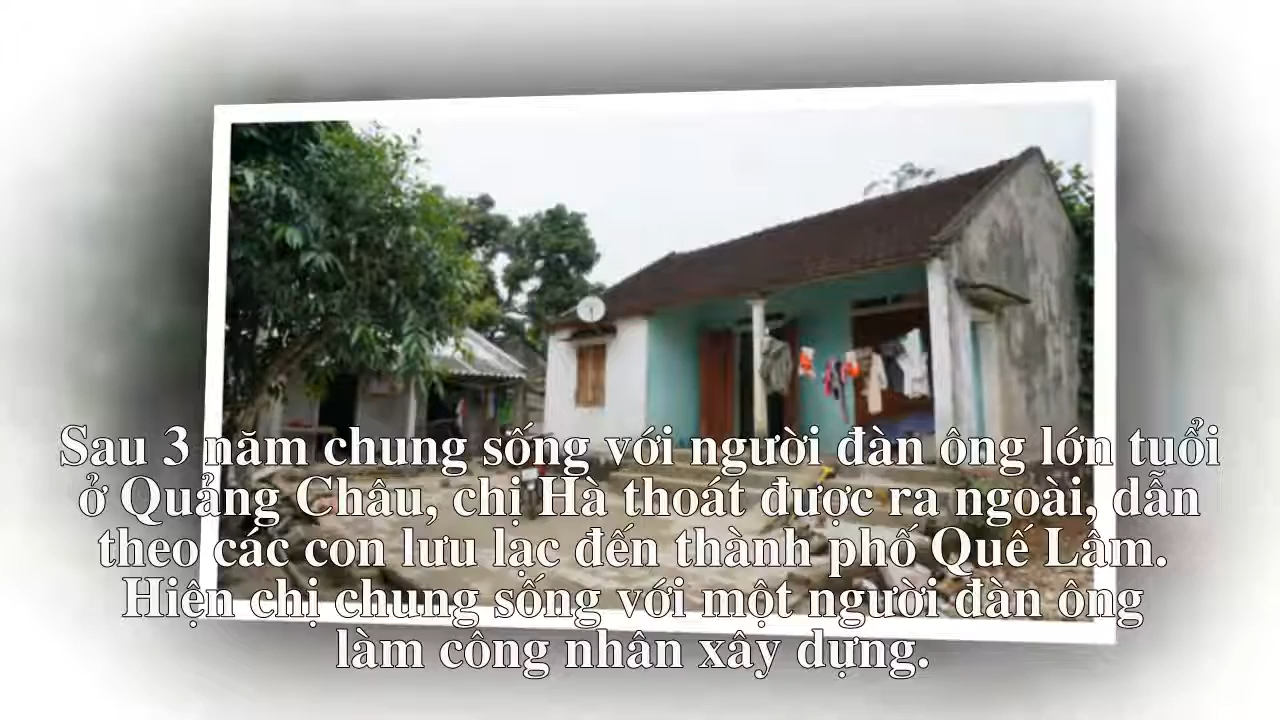 Sau 3 năm chung sống với người đàn ông lớn tuổi
ở Quảng Châu, chị Hà thoát được ra ngoài, dẫn
theo các con lưu lạc đến thành phố Quế Lâm.
Hiện chị chung sống với một người đàn ông
làm công nhân xây dựng.